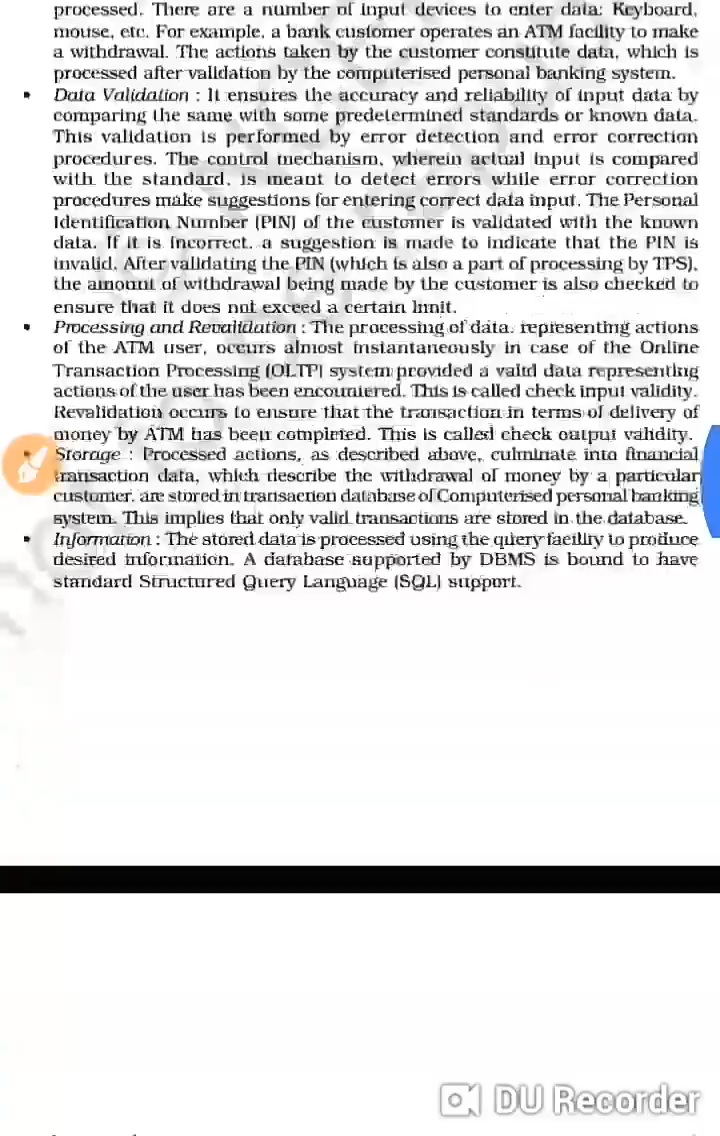 processed. There are a number of input devices to enter data: Keyboard,
mouse, etc. For example, a bank customer operates an ATM facility to make
a withdrawal. The actions taken by the customer constitute data, which is
processed after validation by the computerised personal banking system.
• Data Validation : It ensures the accuracy and reliability of input data by
comparing the same with some predetermined standards or known data.
This validation is performed by error detection and error correction
procedures. The control mechanism, wherein actual input is compared
with the standard, is meant to detect errors while error correction
procedures make suggestions for entering correct data input. The Personal
Identification Number (PIN) of the customer is validated with the known
data. If it is incorrect, a suggestion is made to indicate that the PIN is
invalid. After validating the PIN (which is also a part of processing by TPS),
the amount of withdrawal being made by the customer is also checked to
ensure that it does not exceed a certain limit.
• Processing and Revalidation : The processing of data, representing actions
of the ATM user, occurs almost instantaneously in case of the Online
Transaction Processing (OLTP) system provided a valid data representing
actions of the user has been encountered. This is called check input validity.
Revalidation occurs to ensure that the transaction in terms of delivery of
money by ATM has been completed. This is called check output validity.
Storage : Processed actions, as described above, culminate into financial
transaction data, which describe the withdrawal of money by a particular
customer, are stored in transaction database of Computerised personal banking
system. This implies that only valid transactions are stored in the database.
• Information : The stored data is processed using the query facility to produce
desired information. A database supported by DBMS is bound to have
standard Structured Query Language (SQL) support.
DU Recorder